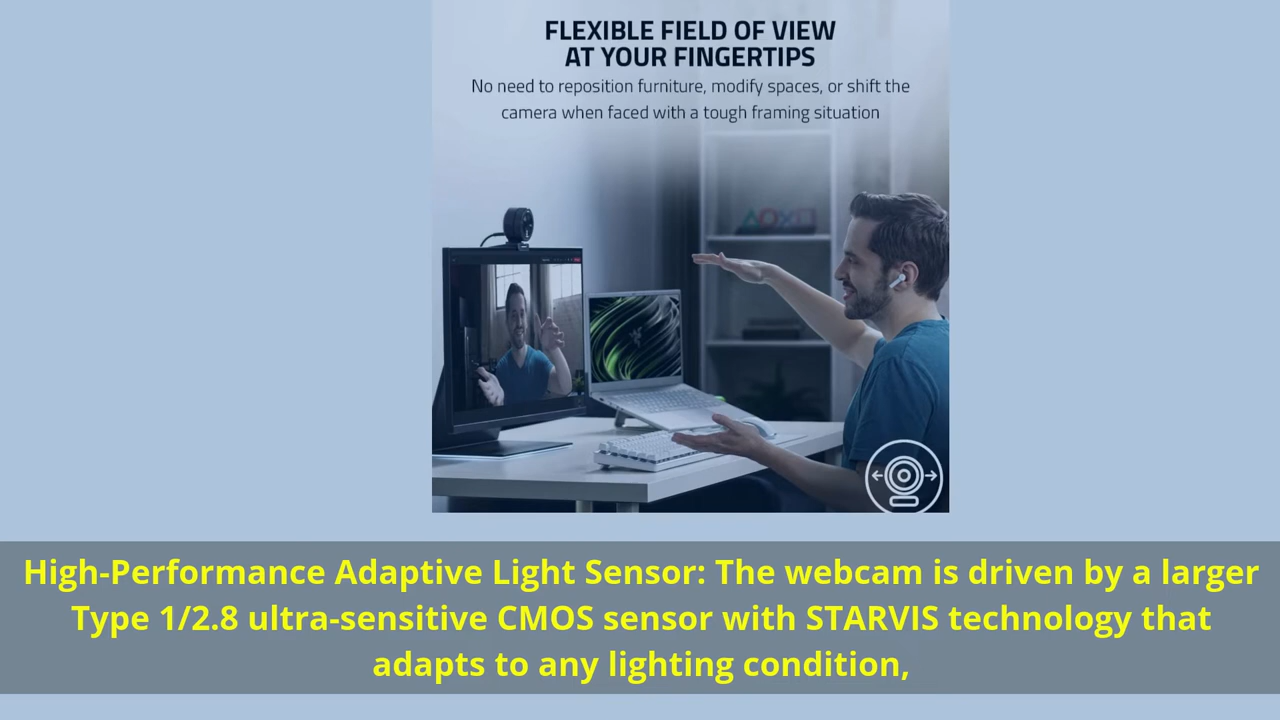 FLEXIBLE FIELD OF VIEW
AT YOUR FINGERTIPS
No need to reposition furniture, modify spaces, or shift the
camera when faced with a tough framing situation
High-Performance Adaptive Light Sensor: The webcam is driven by a larger
Type 1/2.8 ultra-sensitive CMOS sensor with STARVIS technology that
adapts to any lighting condition,